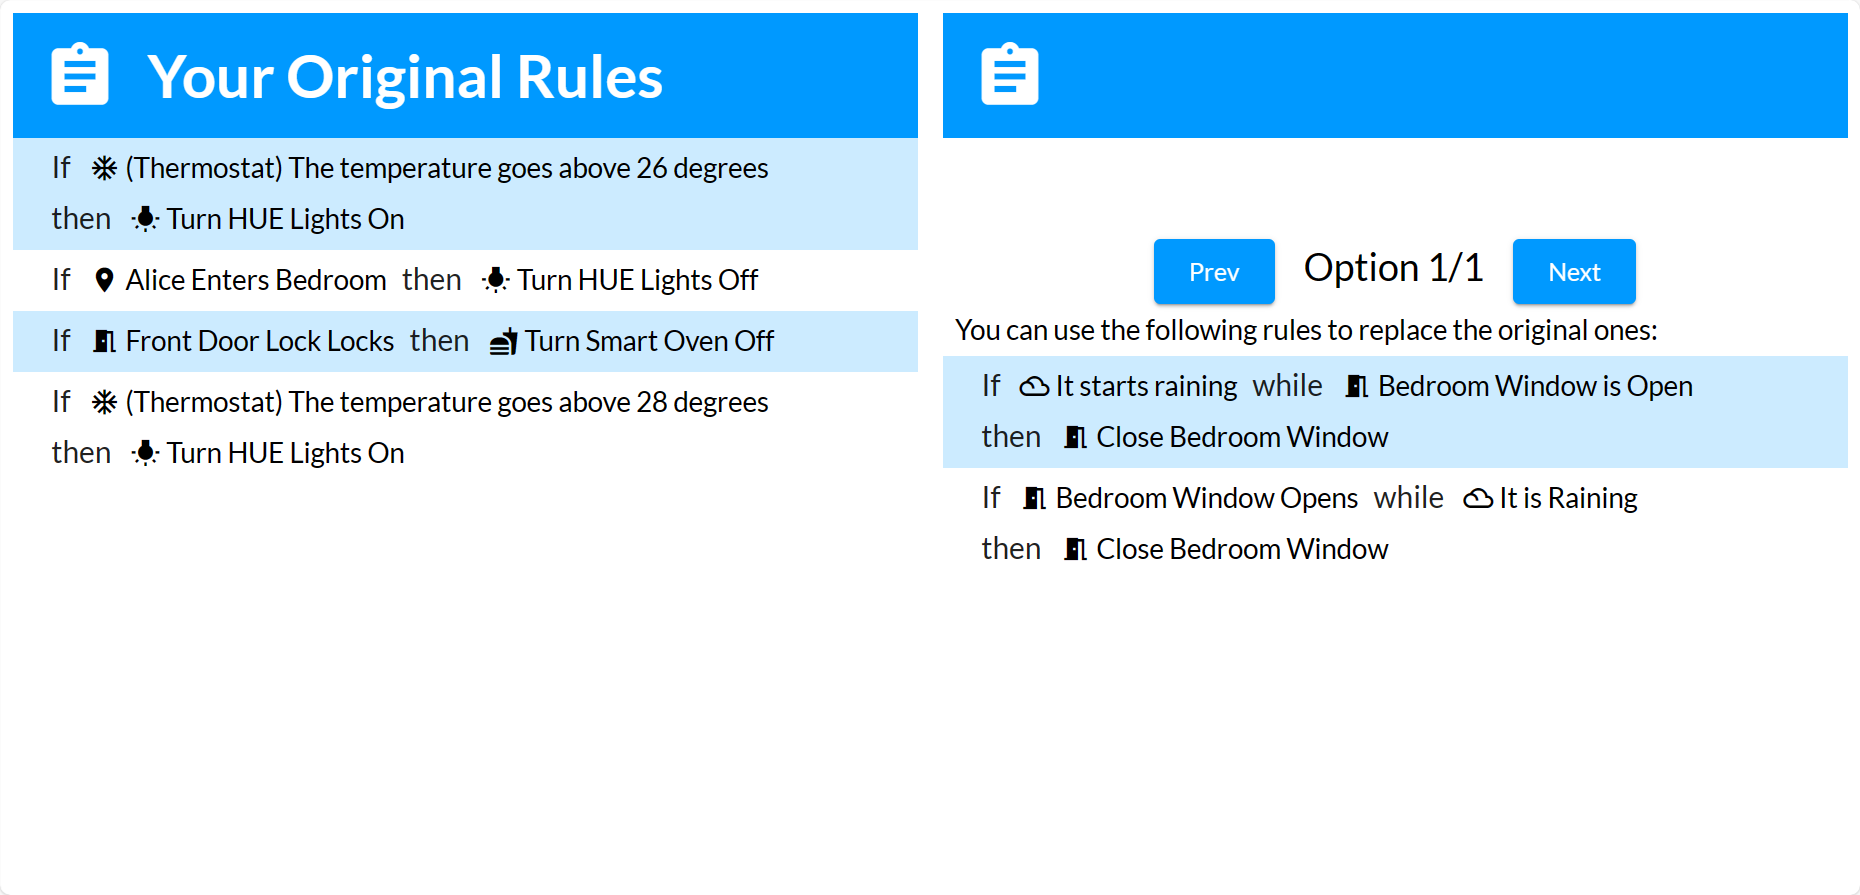 Your Original Rules
If (Thermostat) The temperature goes above 26 degrees
then Turn HUE Lights On
If Alice Enters Bedroom then Turn HUE Lights Off
If Front Door Lock Locks then Turn Smart Oven Off
If (Thermostat) The temperature goes above 28 degrees
then Turn HUE Lights On
Prev Option 1/1 Next
You can use the following rules to replace the original ones:
If It starts raining while Bedroom Window is Open
then Close Bedroom Window
If Bedroom Window Opens while It is Raining
then Close Bedroom Window